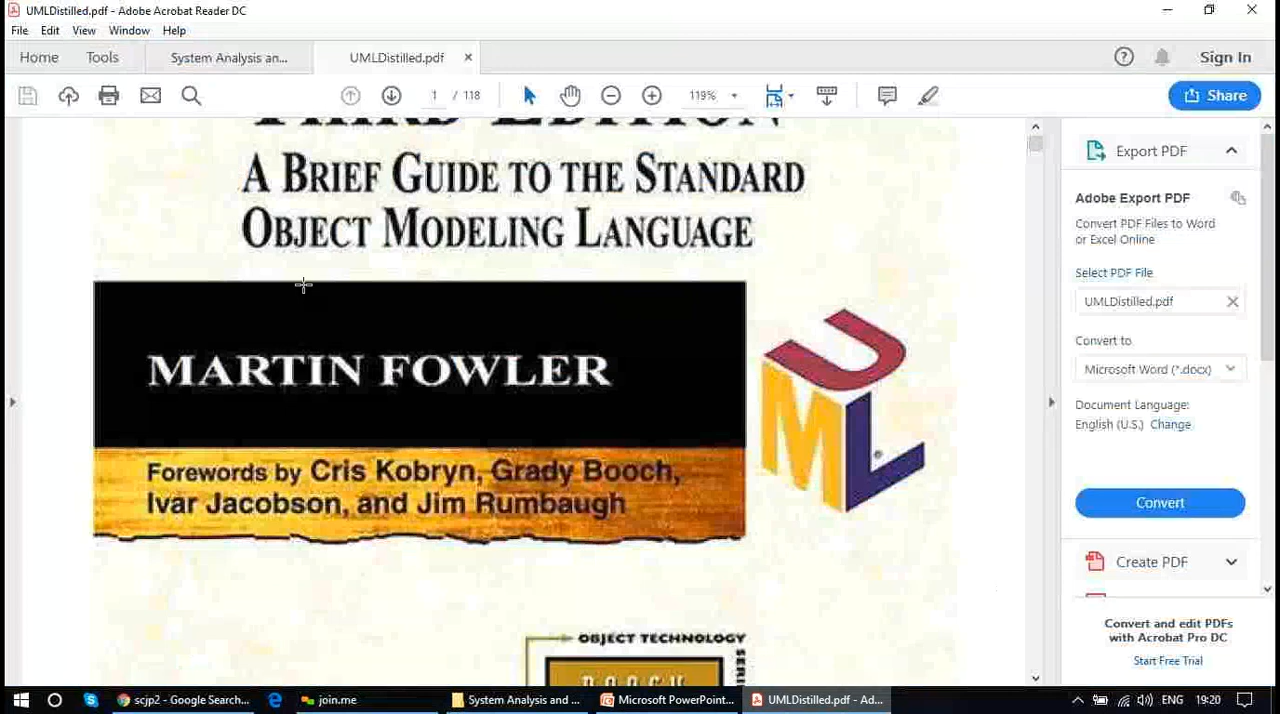 UMLDistilled.pdf - Adobe Acrobat Reader DC
File Edit View Window Help
Home Tools System Analysis an... UMLDistilled.pdf Sign In
1 / 118 119% Share
THIRD EDITION
A BRIEF GUIDE TO THE STANDARD
OBJECT MODELING LANGUAGE
MARTIN FOWLER
Forewords by Cris Kobryn, Grady Booch,
Ivar Jacobson, and Jim Rumbaugh
UML
OBJECT TECHNOLOGY
SERI
BOOCH
Export PDF
Adobe Export PDF
Convert PDF Files to Word
or Excel Online
Select PDF File
UMLDistilled.pdf
Convert to
Microsoft Word (*.docx)
Document Language:
English (U.S.) Change
Convert
Create PDF
Convert and edit PDFs
with Acrobat Pro DC
Start Free Trial
scjp2 - Google Search... join.me System Analysis and ... Microsoft PowerPoint... UMLDistilled.pdf - Ad... ENG 19:20